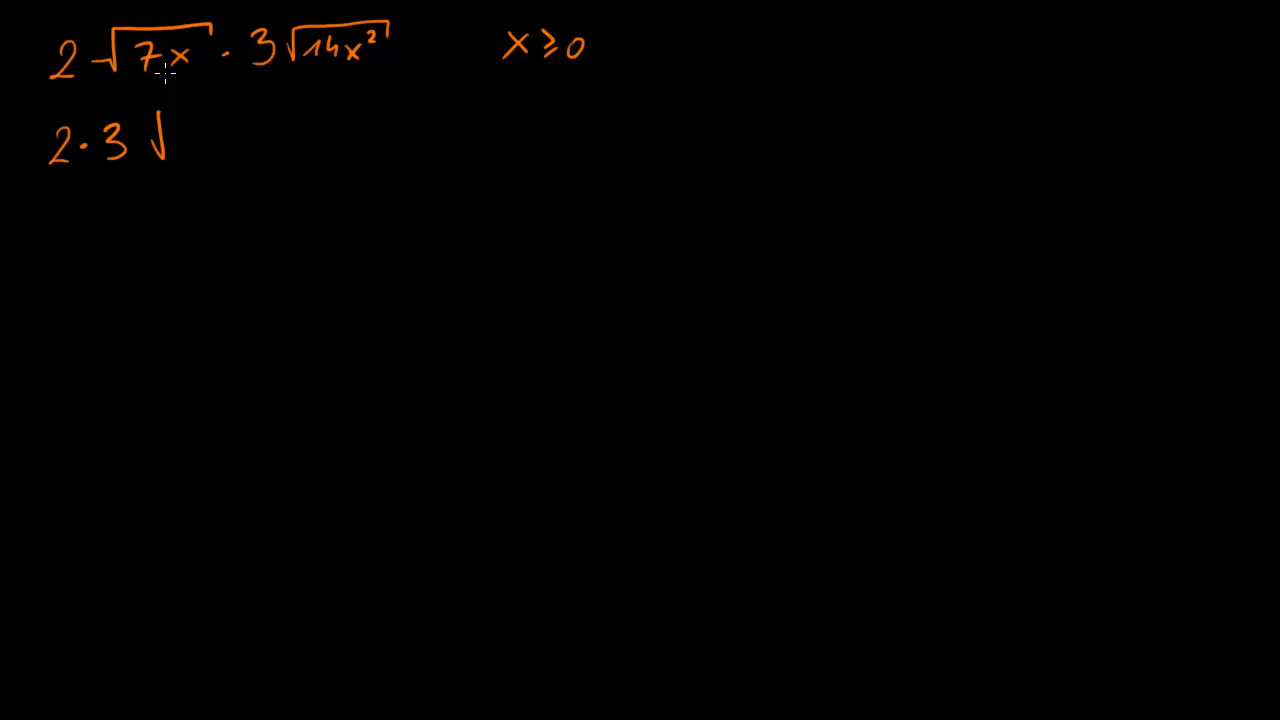 2 √7x · 3 √14x² x ≥ 0
2 · 3 √